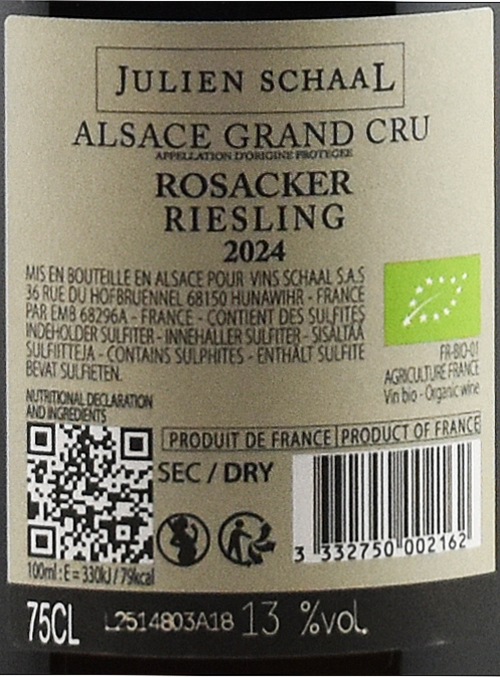 JULIEN SCHAAL
ALSACE GRAND CRU
APPELLATION D'ORIGINE PROTEGEE
ROSACKER
RIESLING
2024
MIS EN BOUTEILLE EN ALSACE POUR VINS SCHAAL S.A.S
36 RUE DU HOFBRUENNEL 68150 HUNAWIHR - FRANCE
PAR EMB 68296A - FRANCE - CONTIENT DES SULFITES
INDEHOLDER SULFITER - INNEHALLER SULFITER - SISÄLTÄÄ
SULFIITTEJA - CONTAINS SULPHITES - ENTHÄLT SULFITE
BEVAT SULFIETEN.
FR-BIO-01
AGRICULTURE FRANCE
Vin bio - Organic wine
NUTRITIONAL DECLARATION
AND INGREDIENTS
PRODUIT DE FRANCE PRODUCT OF FRANCE
SEC / DRY
3 332750 002162
100ml : E = 330kJ / 79kcal
75CL L2514803A18 13 %vol.